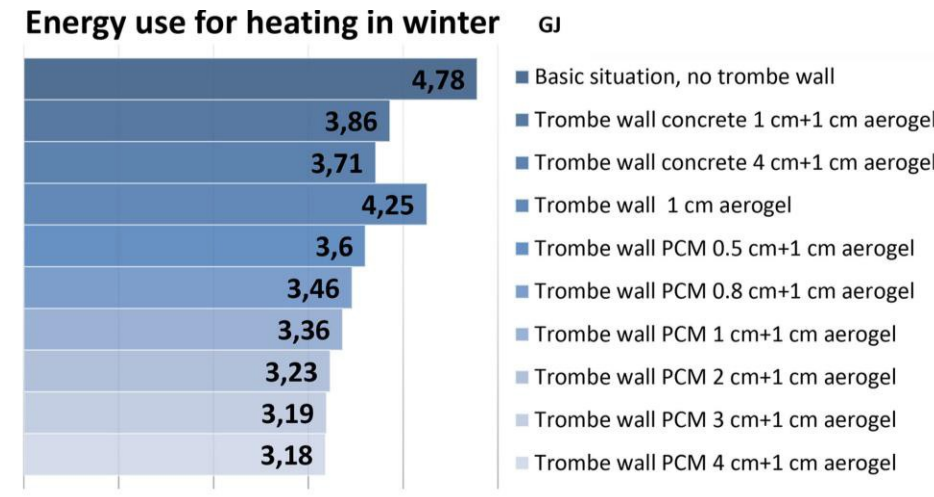 Energy use for heating in winter GJ
4,78 Basic situation, no trombe wall
3,86 Trombe wall concrete 1 cm+1 cm aerogel
3,71 Trombe wall concrete 4 cm+1 cm aerogel
4,25 Trombe wall 1 cm aerogel
3,6 Trombe wall PCM 0.5 cm+1 cm aerogel
3,46 Trombe wall PCM 0.8 cm+1 cm aerogel
3,36 Trombe wall PCM 1 cm+1 cm aerogel
3,23 Trombe wall PCM 2 cm+1 cm aerogel
3,19 Trombe wall PCM 3 cm+1 cm aerogel
3,18 Trombe wall PCM 4 cm+1 cm aerogel